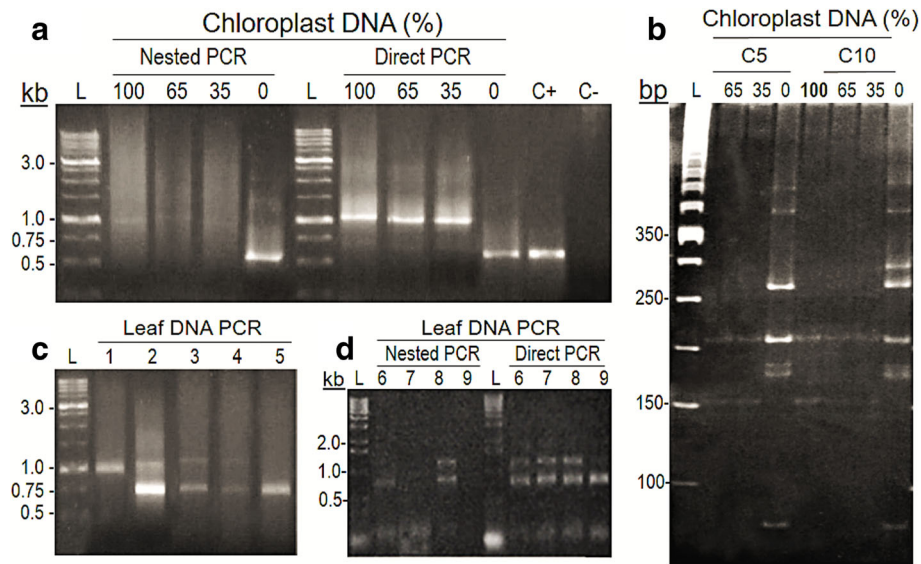 a
Chloroplast DNA (%)
Nested PCR Direct PCR
kb L 100 65 35 0 L 100 65 35 0 C+ C-
3.0
1.0
0.75
0.5
b
Chloroplast DNA (%)
C5 C10
bp L 65 35 0 100 65 35 0
350
250
200
150
100
c
Leaf DNA PCR
L 1 2 3 4 5
3.0
1.0
0.75
0.5
d
Leaf DNA PCR
Nested PCR Direct PCR
kb L 6 7 8 9 L 6 7 8 9
2.0
1.0
0.5